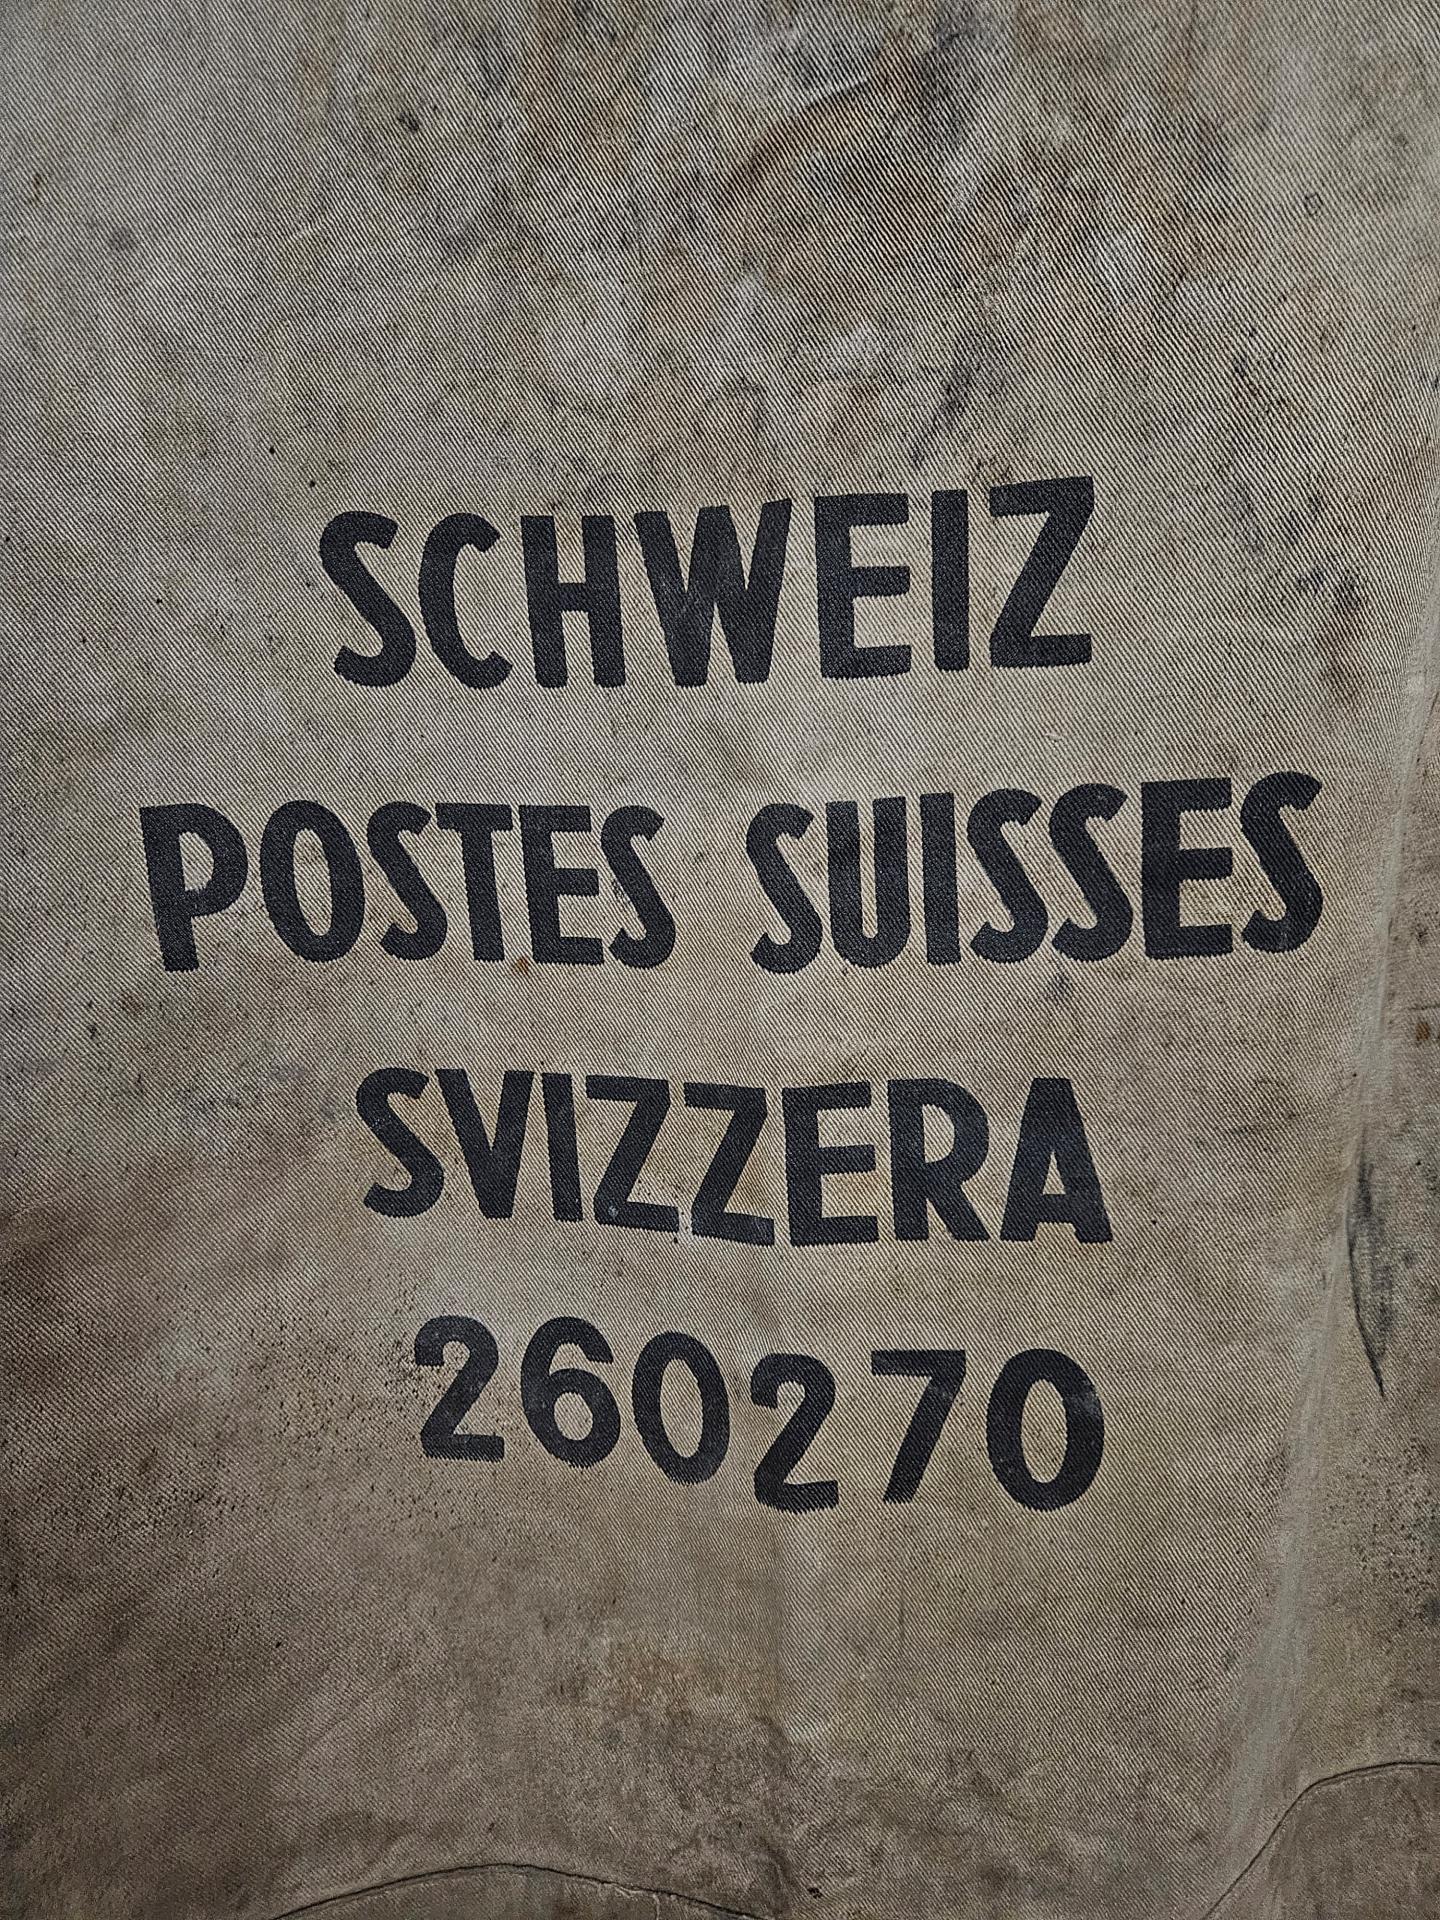 SCHWEIZ
POSTES SUISSES
SVIZZERA
260270